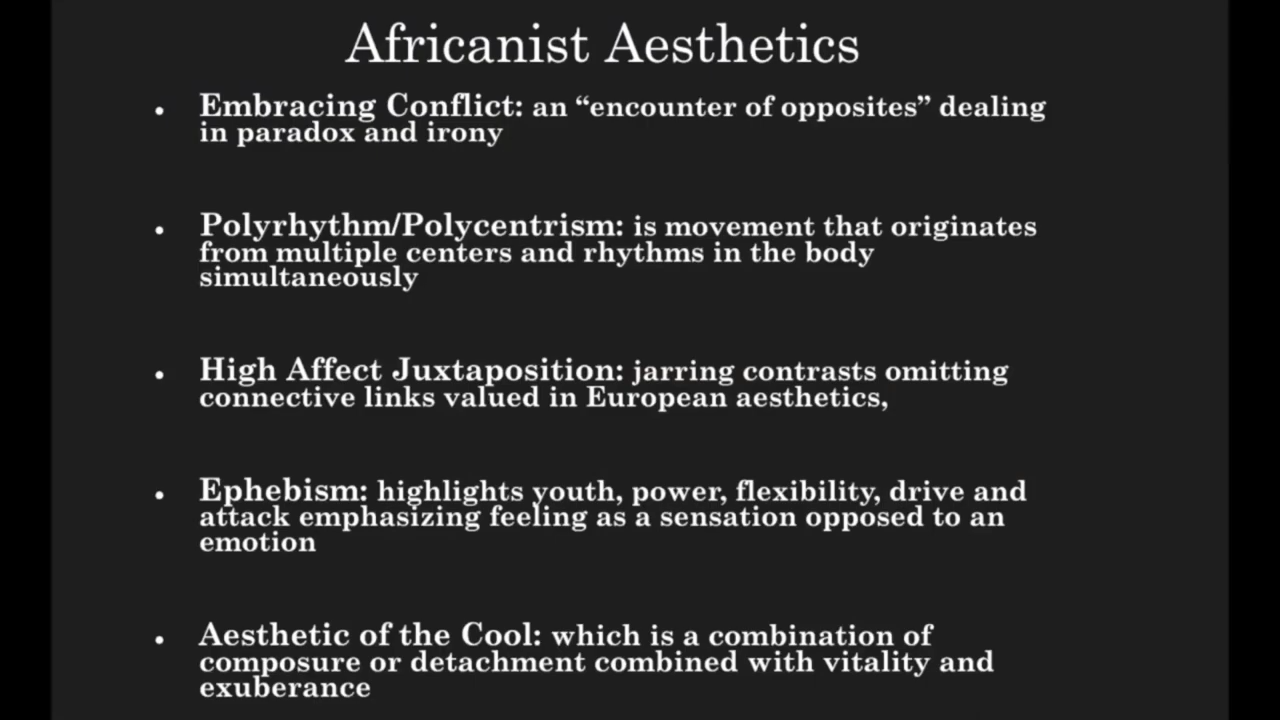 Africanist Aesthetics
• Embracing Conflict: an “encounter of opposites” dealing
in paradox and irony
• Polyrhythm/Polycentrism: is movement that originates
from multiple centers and rhythms in the body
simultaneously
• High Affect Juxtaposition: jarring contrasts omitting
connective links valued in European aesthetics,
• Ephebism: highlights youth, power, flexibility, drive and
attack emphasizing feeling as a sensation opposed to an
emotion
• Aesthetic of the Cool: which is a combination of
composure or detachment combined with vitality and
exuberance